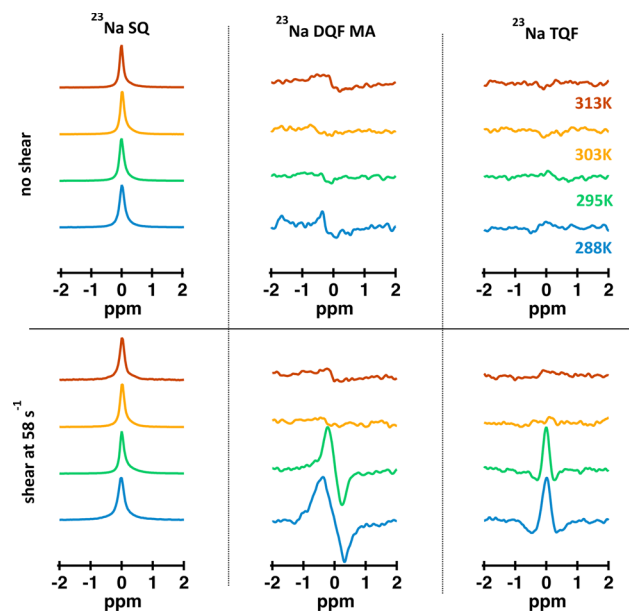 ²³Na SQ
²³Na DQF MA
²³Na TQF
no shear
313K
303K
295K
288K
-2 -1 0 1 2
ppm
-2 -1 0 1 2
ppm
-2 -1 0 1 2
ppm
shear at 58 s⁻¹
-2 -1 0 1 2
ppm
-2 -1 0 1 2
ppm
-2 -1 0 1 2
ppm